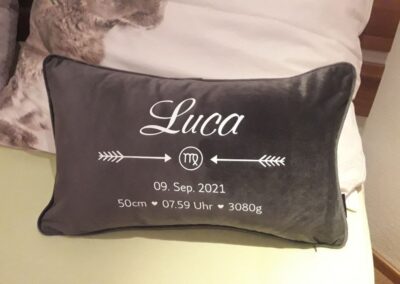 Luca
♍
09. Sep. 2021
50cm ❤ 07.59 Uhr ❤ 3080g